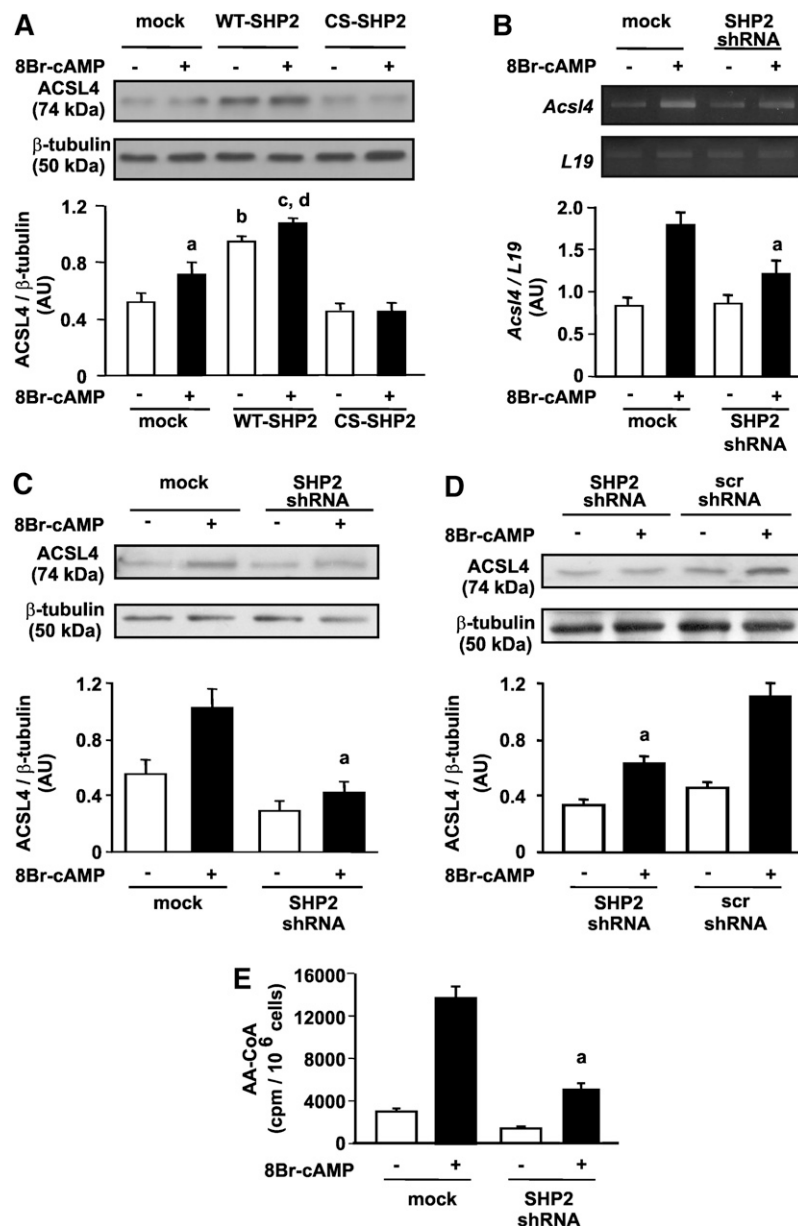 A
mock WT-SHP2 CS-SHP2
8Br-cAMP - + - + - +
ACSL4
(74 kDa)
β-tubulin
(50 kDa)
ACSL4 / β-tubulin
(AU)
1.2
0.8
0.4
0
a
b
c, d
8Br-cAMP - + - + - +
mock WT-SHP2 CS-SHP2
B
mock SHP2
shRNA
8Br-cAMP - + - +
Acsl4
L19
Acsl4 / L19
(AU)
2.0
1.5
1.0
0.5
0
a
8Br-cAMP - + - +
mock SHP2
shRNA
C
mock SHP2
shRNA
8Br-cAMP - + - +
ACSL4
(74 kDa)
β-tubulin
(50 kDa)
ACSL4 / β-tubulin
(AU)
1.2
0.8
0.4
0
a
8Br-cAMP - + - +
mock SHP2
shRNA
D
SHP2 scr
shRNA shRNA
8Br-cAMP - + - +
ACSL4
(74 kDa)
β-tubulin
(50 kDa)
ACSL4 / β-tubulin
(AU)
1.2
0.8
0.4
0
a
8Br-cAMP - + - +
SHP2 scr
shRNA shRNA
E
AA-CoA
(cpm / 10^6 cells)
16000
12000
8000
4000
0
a
8Br-cAMP - + - +
mock SHP2
shRNA